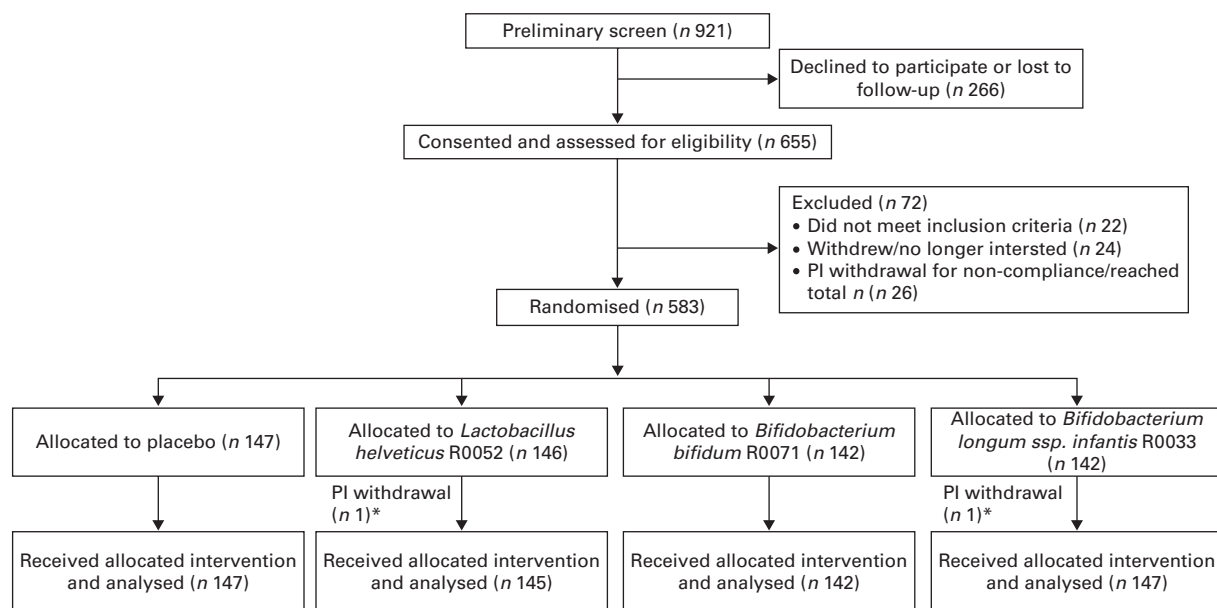 Preliminary screen (n 921)
Declined to participate or lost to
follow-up (n 266)
Consented and assessed for eligibility (n 655)
Excluded (n 72)
• Did not meet inclusion criteria (n 22)
• Withdrew/no longer intersted (n 24)
• PI withdrawal for non-compliance/reached
total n (n 26)
Randomised (n 583)
Allocated to placebo (n 147)
Allocated to Lactobacillus
helveticus R0052 (n 146)
Allocated to Bifidobacterium
bifidum R0071 (n 142)
Allocated to Bifidobacterium
longum ssp. infantis R0033
(n 142)
PI withdrawal
(n 1)*
PI withdrawal
(n 1)*
Received allocated intervention
and analysed (n 147)
Received allocated intervention
and analysed (n 145)
Received allocated intervention
and analysed (n 142)
Received allocated intervention
and analysed (n 147)